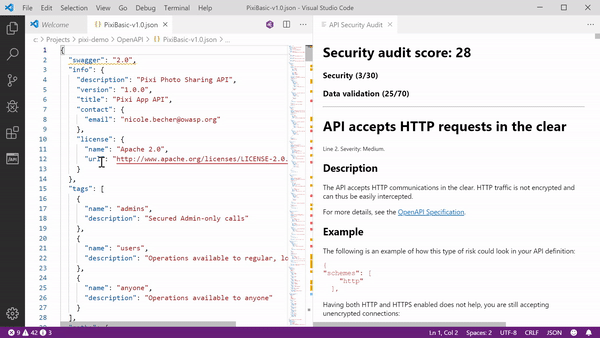 File Edit Selection View Go Debug Terminal Help PixiBasic-v1.0.json - Visual Studio Code
Welcome
{} PixiBasic-v1.0.json ×
API Security Audit ×
c: > Projects > pixi-demo > OpenAPI > {} PixiBasic-v1.0.json > ...
1 {
2 "swagger": "2.0",
3 "info": {
4 "description": "Pixi Photo Sharing API",
5 "version": "1.0.0",
6 "title": "Pixi App API",
7 "contact": {
8 "email": "nicole.becher@owasp.org"
9 },
10 "license": {
11 "name": "Apache 2.0",
12 "url": "http://www.apache.org/licenses/LICENSE-2.0.
13 }
14 },
15 "tags": [
16 {
17 "name": "admins",
18 "description": "Secured Admin-only calls"
19 },
20 {
21 "name": "users",
22 "description": "Operations available to regular, lo
23 },
24 {
25 "name": "anyone",
26 "description": "Operations available to anyone"
27 }
28 ],
Security audit score: 28
Security (3/30)
Data validation (25/70)
API accepts HTTP requests in the clear
Line 2. Severity: Medium.
Description
The API accepts HTTP communications in the clear. HTTP traffic is not encrypted and
can thus be easily intercepted.
For more details, see the OpenAPI Specification.
Example
The following is an example of how this type of risk could look in your API definition:
{
"schemes": [
"http"
],
Having both HTTP and HTTPS enabled does not help, you are still accepting
unencrypted connections:
9 42 3
Ln 1, Col 2 Spaces: 2 UTF-8 CRLF JSON